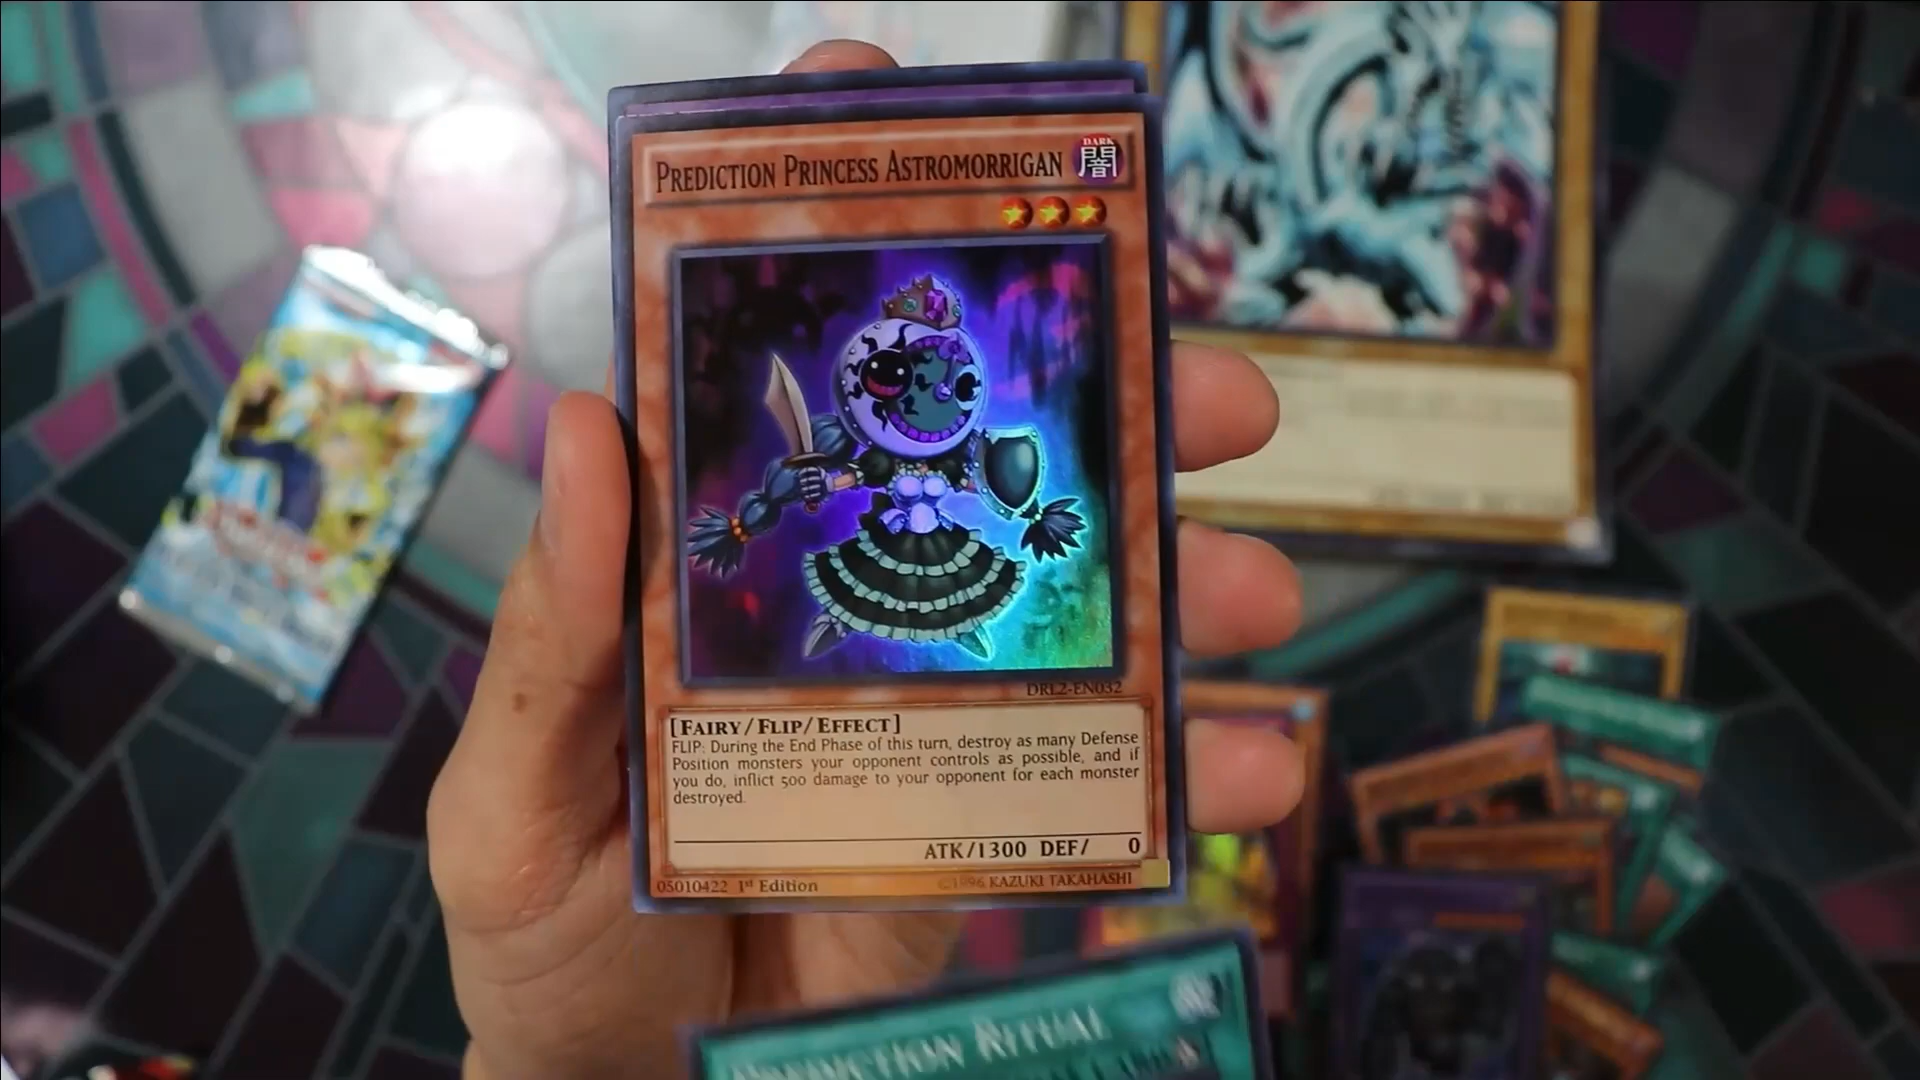 PREDICTION PRINCESS ASTROMORRIGAN
DARK
闇
DRL2-EN032
[FAIRY/FLIP/EFFECT]
FLIP: During the End Phase of this turn, destroy as many Defense
Position monsters your opponent controls as possible, and if
you do, inflict 500 damage to your opponent for each monster
destroyed.
ATK/1300 DEF/ 0
05010422 1st Edition
©1996 KAZUKI TAKAHASHI
RITUAL